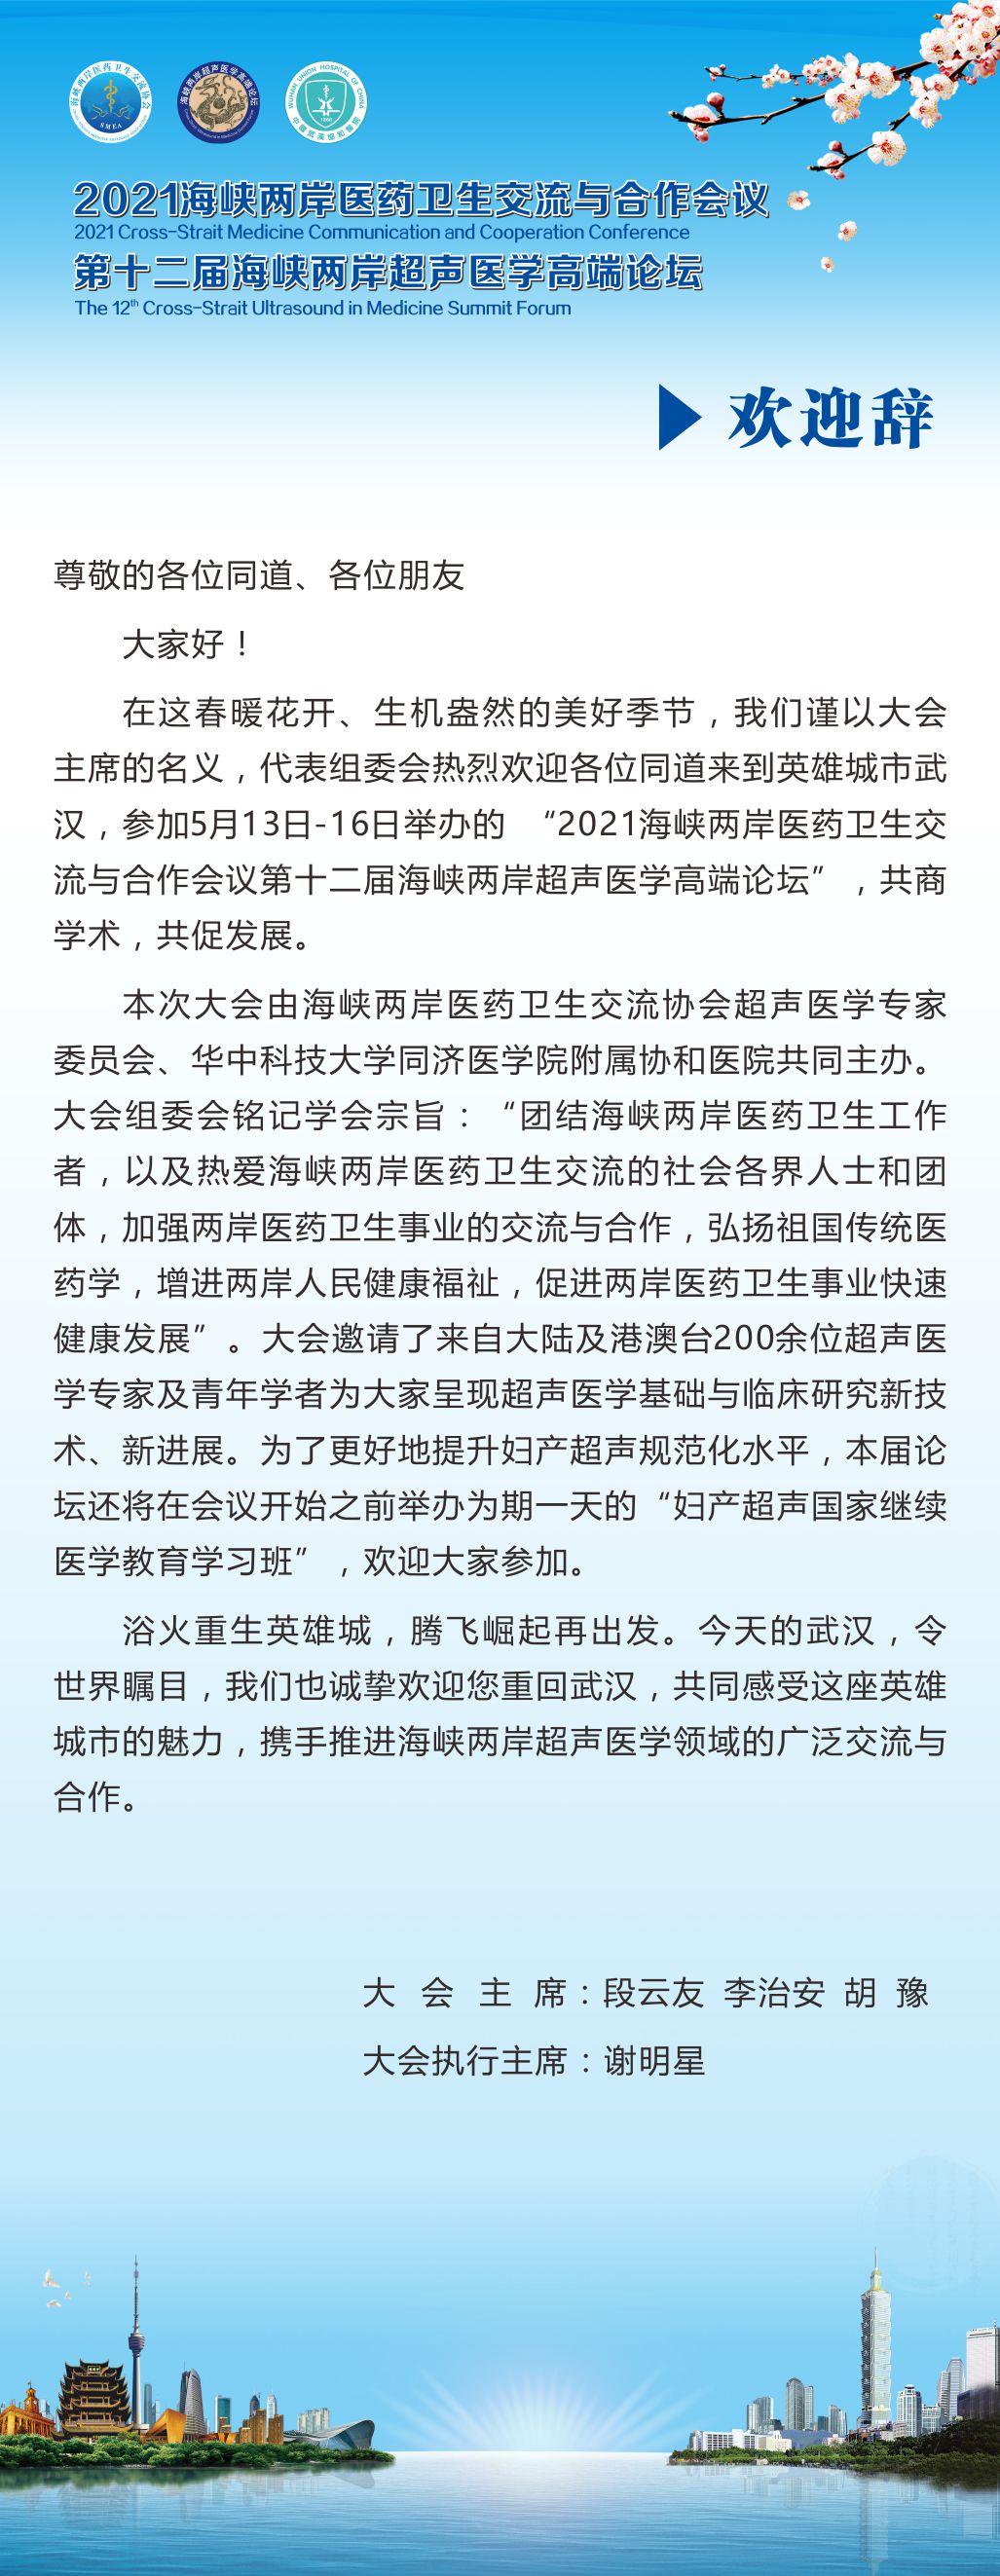 海峡两岸医药卫生交流协会
SMEA
海峡两岸超声医学高端论坛
WUHAN UNION HOSPITAL OF CHINA
1866
中国武汉协和医院
2021海峡两岸医药卫生交流与合作会议
2021 Cross-Strait Medicine Communication and Cooperation Conference
第十二届海峡两岸超声医学高端论坛
The 12th Cross-Strait Ultrasound in Medicine Summit Forum
欢迎辞
尊敬的各位同道、各位朋友
大家好！
在这春暖花开、生机盎然的美好季节，我们谨以大会
主席的名义，代表组委会热烈欢迎各位同道来到英雄城市武
汉，参加5月13日-16日举办的 “2021海峡两岸医药卫生交
流与合作会议第十二届海峡两岸超声医学高端论坛”，共商
学术，共促发展。
本次大会由海峡两岸医药卫生交流协会超声医学专家
委员会、华中科技大学同济医学院附属协和医院共同主办。
大会组委会铭记学会宗旨：“团结海峡两岸医药卫生工作
者，以及热爱海峡两岸医药卫生交流的社会各界人士和团
体，加强两岸医药卫生事业的交流与合作，弘扬祖国传统医
药学，增进两岸人民健康福祉，促进两岸医药卫生事业快速
健康发展”。大会邀请了来自大陆及港澳台200余位超声医
学专家及青年学者为大家呈现超声医学基础与临床研究新技
术、新进展。为了更好地提升妇产超声规范化水平，本届论
坛还将在会议开始之前举办为期一天的“妇产超声国家继续
医学教育学习班”，欢迎大家参加。
浴火重生英雄城，腾飞崛起再出发。今天的武汉，令
世界瞩目，我们也诚挚欢迎您重回武汉，共同感受这座英雄
城市的魅力，携手推进海峡两岸超声医学领域的广泛交流与
合作。
大 会 主 席：段云友 李治安 胡 豫
大会执行主席：谢明星